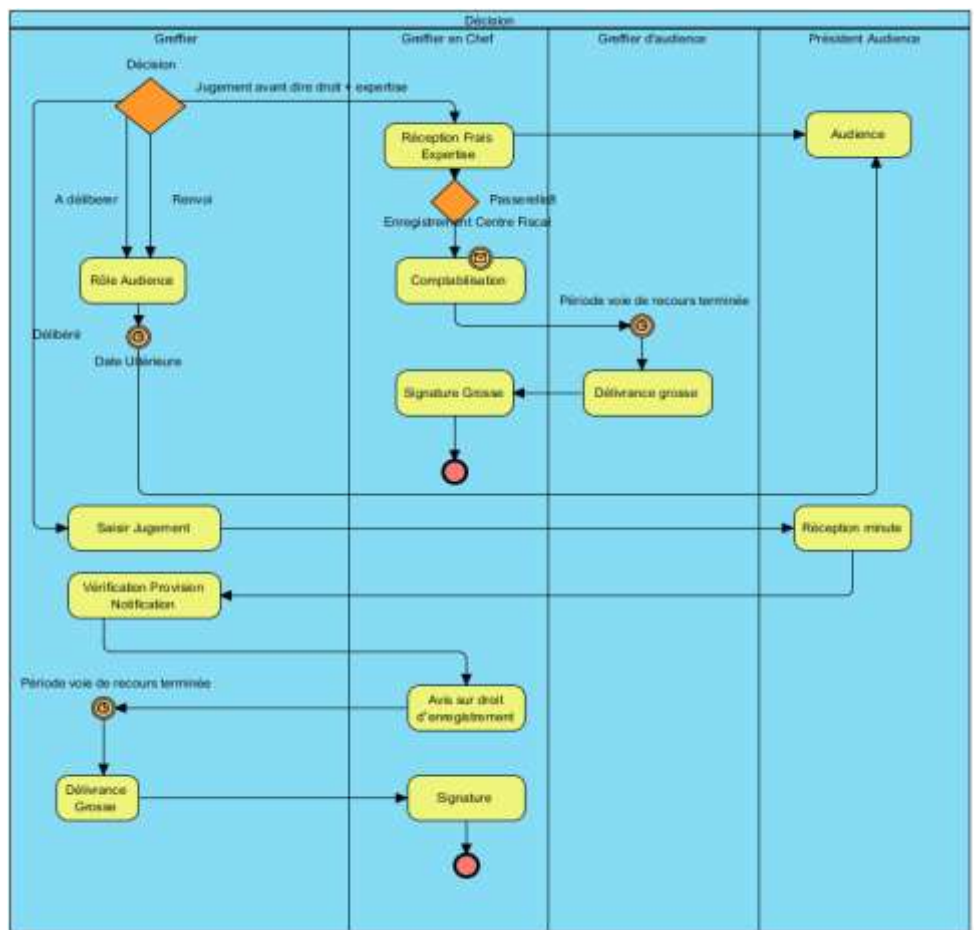 Décision
Greffier
Greffier en Chef
Greffier d'audience
Président Audience
Décision
Jugement avant dire droit + expertise
Réception Frais
Expertise
Audience
A déliberer
Renvoi
Enregistrement Centre Fiscal
Rôle Audience
Comptabilisation
Période voie de recours terminée
Délibéré
Date Ultérieure
Signature Grosse
Délivrance grosse
Saisir Jugement
Réception minute
Vérification Provision
Notification
Période voie de recours terminée
Avis sur droit
d'enregistrement
Délivrance
Grosse
Signature